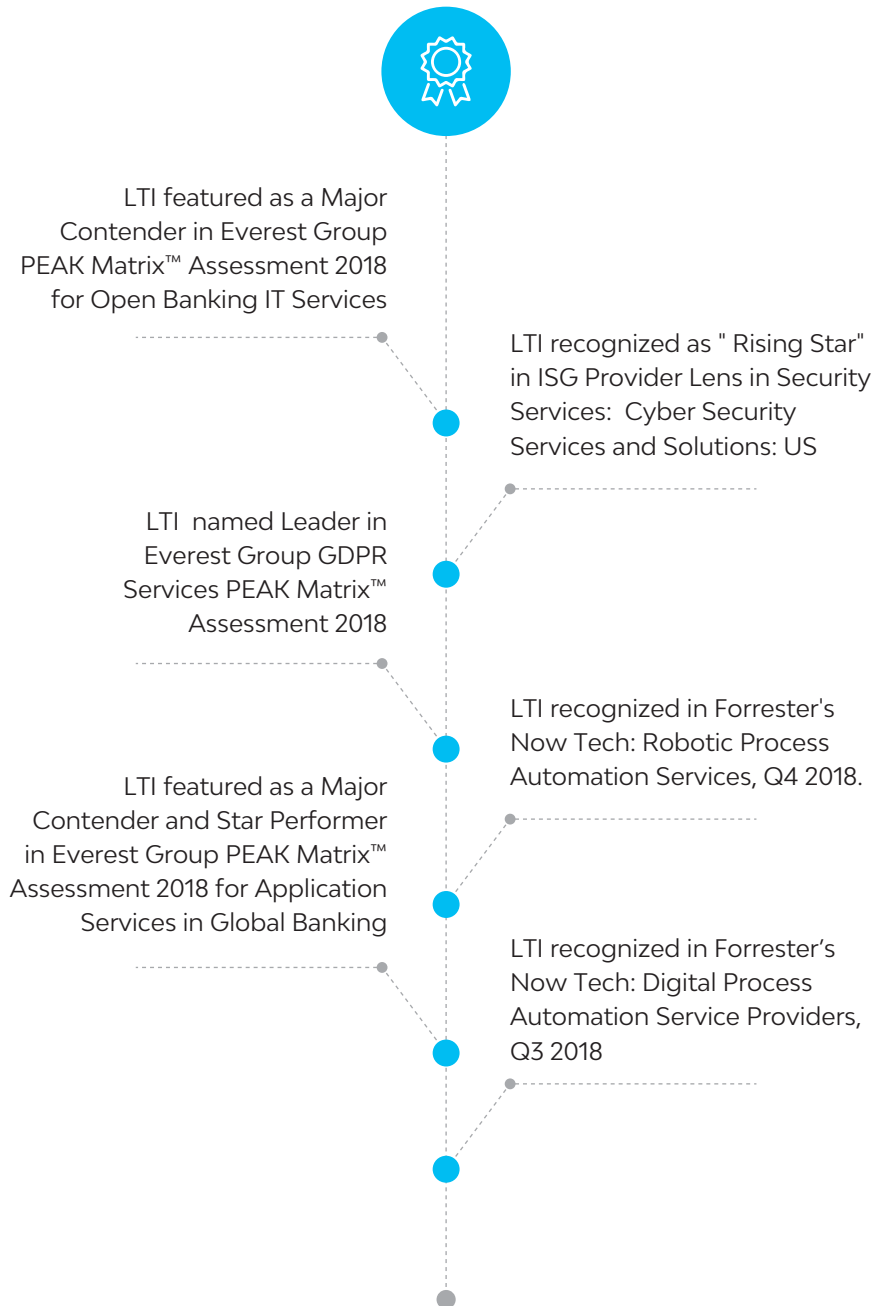 LTI featured as a Major
Contender in Everest Group
PEAK Matrix™ Assessment 2018
for Open Banking IT Services
LTI recognized as " Rising Star"
in ISG Provider Lens in Security
Services:  Cyber Security
Services and Solutions: US
LTI  named Leader in
Everest Group GDPR
Services PEAK Matrix™
Assessment 2018
LTI recognized in Forrester's
Now Tech: Robotic Process
Automation Services, Q4 2018.
LTI featured as a Major
Contender and Star Performer
in Everest Group PEAK Matrix™
Assessment 2018 for Application
Services in Global Banking
LTI recognized in Forrester’s
Now Tech: Digital Process
Automation Service Providers,
Q3 2018